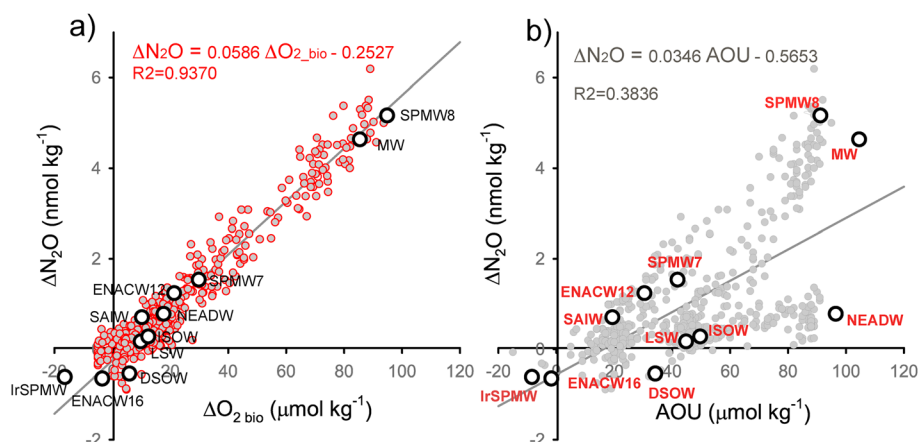 a)
ΔN₂O = 0.0586 ΔO₂_bio - 0.2527
R2=0.9370
6
4
2
0
-2
ΔN₂O (nmol kg⁻¹)
SPMW8
MW
SPMW7
ENACW12
NEADW
SAIW
ISOW
LSW
DSOW
IrSPMW
ENACW16
-20 0 20 40 60 80 100 120
ΔO₂ bio (μmol kg⁻¹)
b)
ΔN₂O = 0.0346 AOU - 0.5653
R2=0.3836
6
4
2
0
-2
ΔN₂O (nmol kg⁻¹)
SPMW8
MW
SPMW7
ENACW12
SAIW
NEADW
LSW
ISOW
IrSPMW
ENACW16
DSOW
-20 20 40 60 80 100 120
AOU (μmol kg⁻¹)